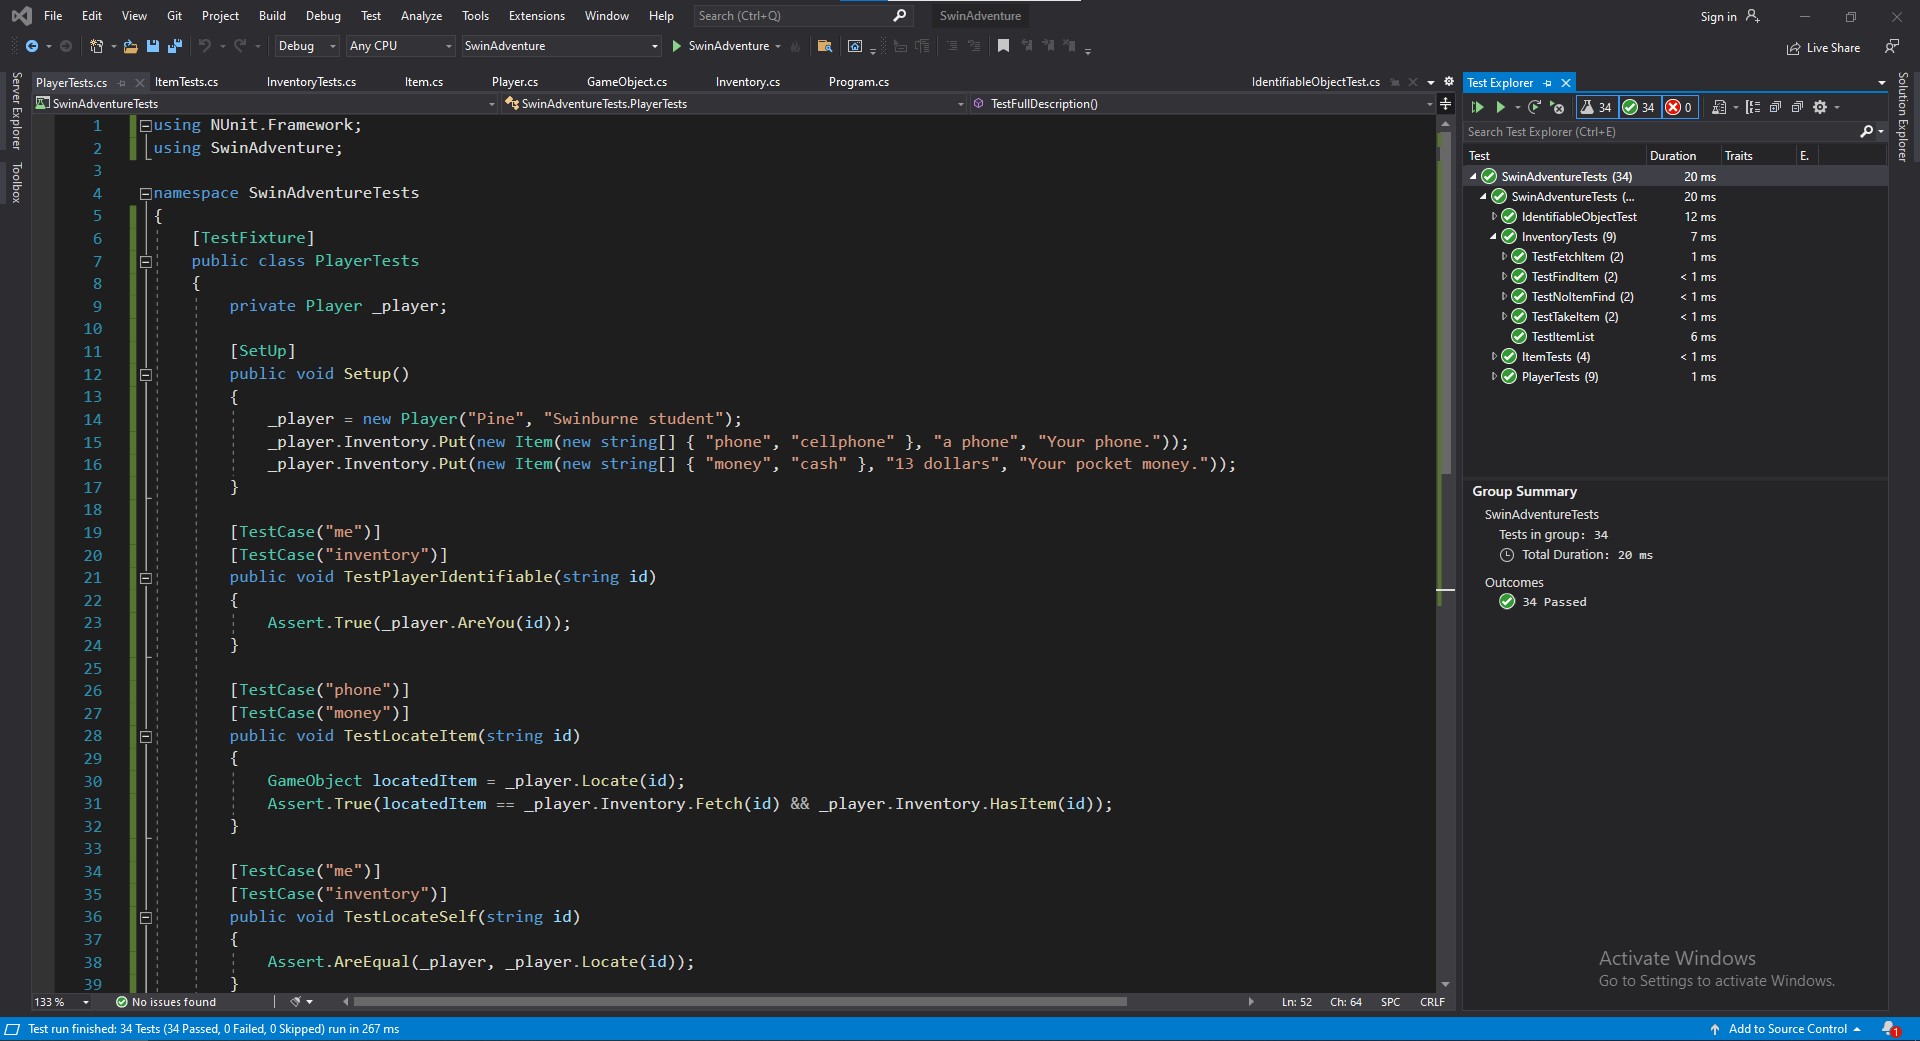 File Edit View Git Project Build Debug Test Analyze Tools Extensions Window Help Search (Ctrl+Q) SwinAdventure Sign in
Debug Any CPU SwinAdventure SwinAdventure Live Share
Server Explorer
Toolbox
PlayerTests.cs ItemTests.cs InventoryTests.cs Item.cs Player.cs GameObject.cs Inventory.cs Program.cs IdentifiableObjectTest.cs
SwinAdventureTests SwinAdventureTests.PlayerTests TestFullDescription()
1 using NUnit.Framework;
2 using SwinAdventure;
3
4 namespace SwinAdventureTests
5 {
6 [TestFixture]
7 public class PlayerTests
8 {
9 private Player _player;
10
11 [SetUp]
12 public void Setup()
13 {
14 _player = new Player("Pine", "Swinburne student");
15 _player.Inventory.Put(new Item(new string[] { "phone", "cellphone" }, "a phone", "Your phone."));
16 _player.Inventory.Put(new Item(new string[] { "money", "cash" }, "13 dollars", "Your pocket money."));
17 }
18
19 [TestCase("me")]
20 [TestCase("inventory")]
21 public void TestPlayerIdentifiable(string id)
22 {
23 Assert.True(_player.AreYou(id));
24 }
25
26 [TestCase("phone")]
27 [TestCase("money")]
28 public void TestLocateItem(string id)
29 {
30 GameObject locatedItem = _player.Locate(id);
31 Assert.True(locatedItem == _player.Inventory.Fetch(id) && _player.Inventory.HasItem(id));
32 }
33
34 [TestCase("me")]
35 [TestCase("inventory")]
36 public void TestLocateSelf(string id)
37 {
38 Assert.AreEqual(_player, _player.Locate(id));
39 }
133 % No issues found Ln: 52 Ch: 64 SPC CRLF
Test Explorer
34 34 0
Search Test Explorer (Ctrl+E)
Test Duration Traits E.
SwinAdventureTests (34) 20 ms
SwinAdventureTests (... 20 ms
IdentifiableObjectTest 12 ms
InventoryTests (9) 7 ms
TestFetchItem (2) 1 ms
TestFindItem (2) < 1 ms
TestNoItemFind (2) < 1 ms
TestTakeItem (2) < 1 ms
TestItemList 6 ms
ItemTests (4) < 1 ms
PlayerTests (9) 1 ms
Group Summary
SwinAdventureTests
Tests in group: 34
Total Duration: 20 ms
Outcomes
34 Passed
Solution Explorer
Activate Windows
Go to Settings to activate Windows.
Test run finished: 34 Tests (34 Passed, 0 Failed, 0 Skipped) run in 267 ms Add to Source Control 1